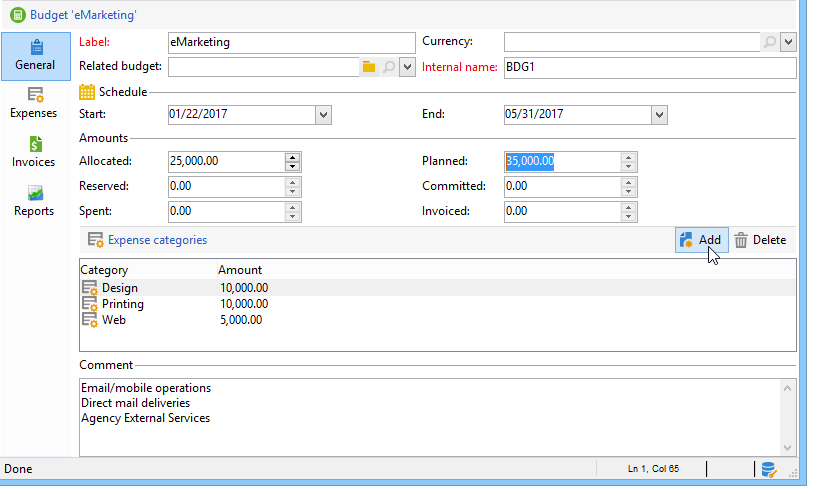 Budget 'eMarketing'
General
Expenses
Invoices
Reports
Label: eMarketing Currency:
Related budget: Internal name: BDG1
Schedule
Start: 01/22/2017 End: 05/31/2017
Amounts
Allocated: 25,000.00 Planned: 35,000.00
Reserved: 0.00 Committed: 0.00
Spent: 0.00 Invoiced: 0.00
Expense categories Add Delete
Category Amount
Design 10,000.00
Printing 10,000.00
Web 5,000.00
Comment
Email/mobile operations
Direct mail deliveries
Agency External Services
Done Ln 1, Col 65